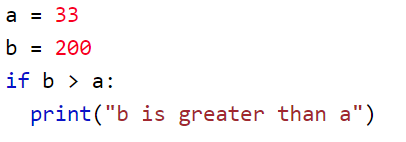 a = 33
b = 200
if b > a:
  print("b is greater than a")